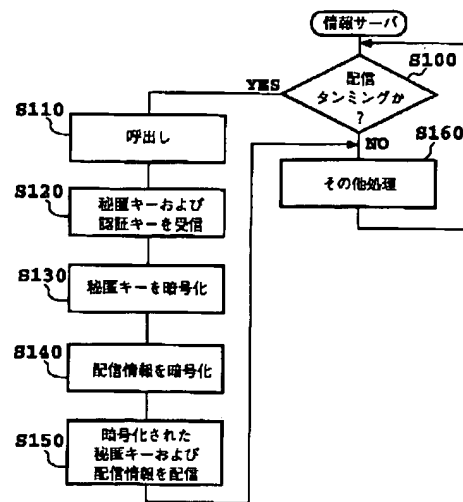 情報サーバ
S100
配信
タンミングか
?
YES
NO
S110
呼出し
S120
秘匿キーおよび
認証キーを受信
S130
秘匿キーを暗号化
S140
配信情報を暗号化
S150
暗号化された
秘匿キーおよび
配信情報を配信
S160
その他処理